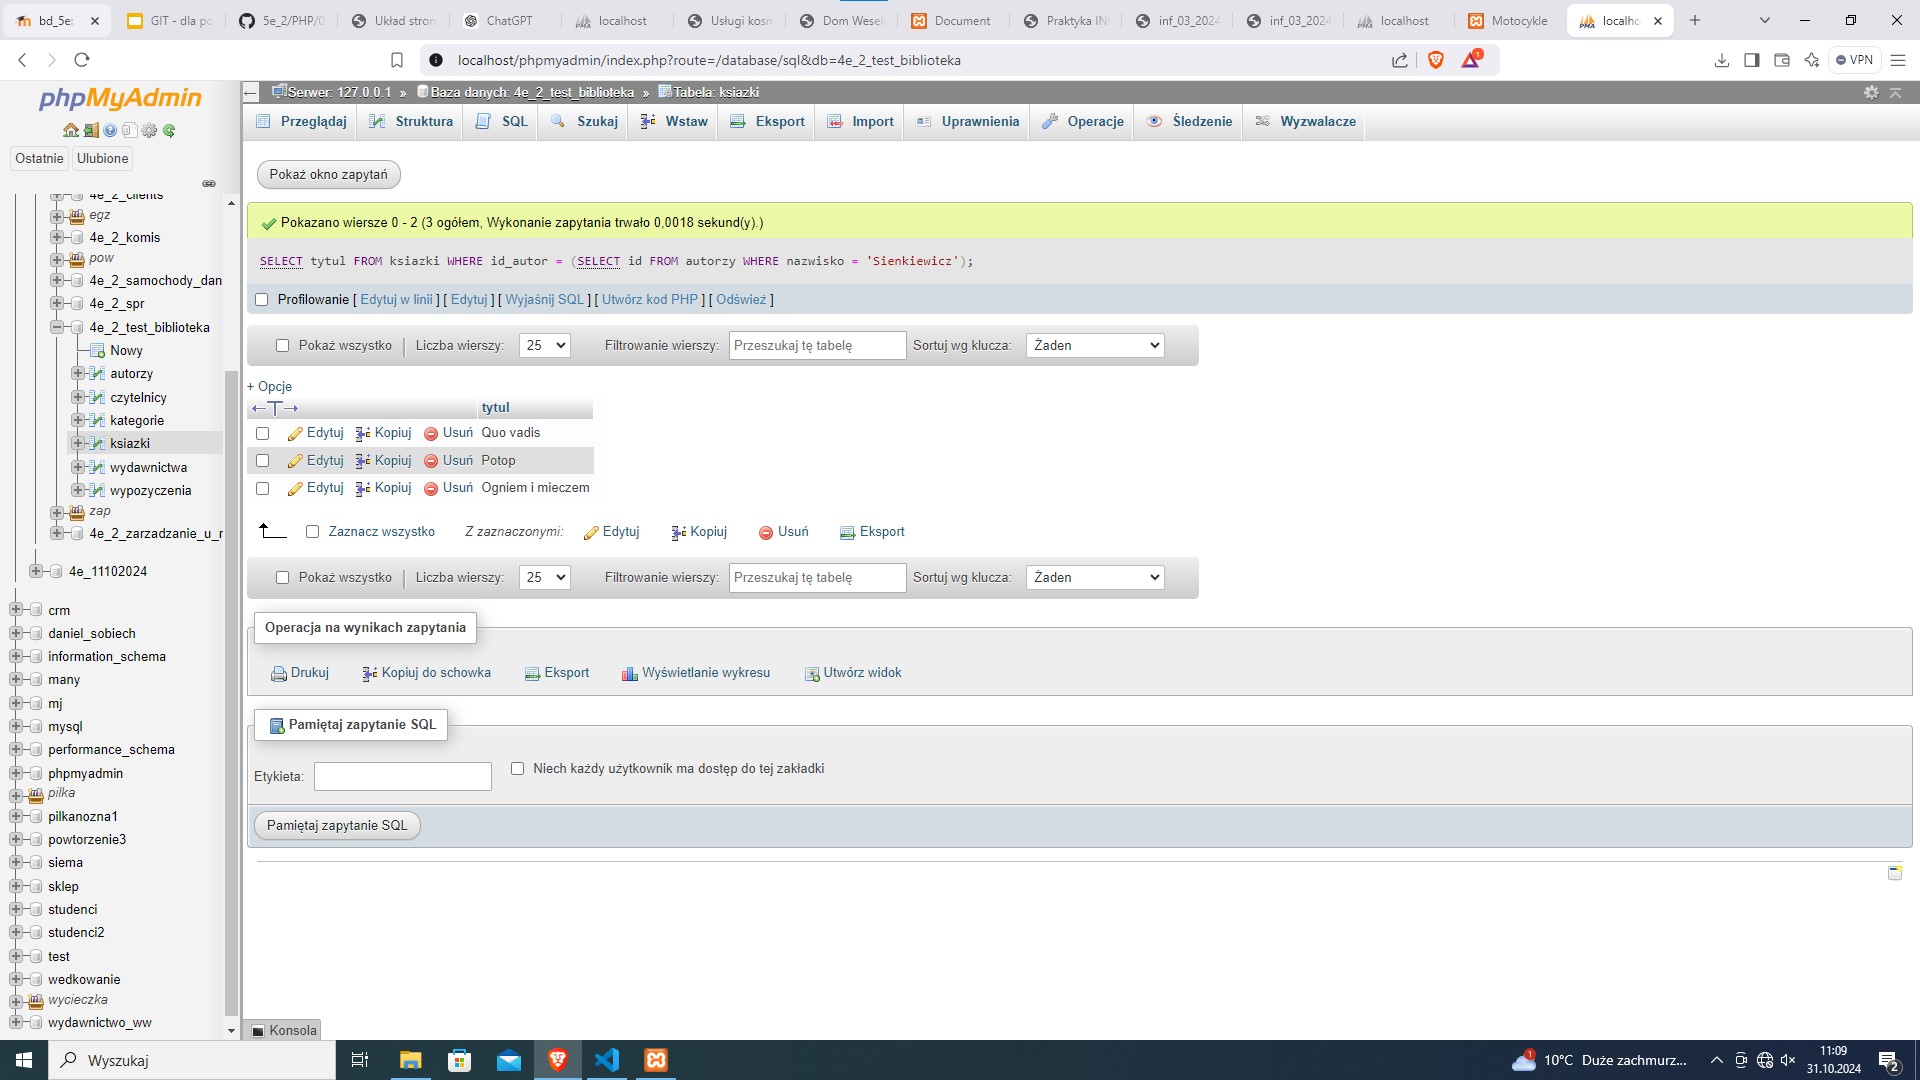 bd_5e:
GIT - dla po
5e_2/PHP/0
Układ stron
ChatGPT
localhost
Usługi kosm
Dom Wesel
Document
Praktyka IN
inf_03_2024
inf_03_2024
localhost
Motocykle
localho
localhost/phpmyadmin/index.php?route=/database/sql&db=4e_2_test_biblioteka
1
VPN
phpMyAdmin
Ostatnie
Ulubione
4e_2_clients
egz
4e_2_komis
pow
4e_2_samochody_dan
4e_2_spr
4e_2_test_biblioteka
Nowy
autorzy
czytelnicy
kategorie
ksiazki
wydawnictwa
wypozyczenia
zap
4e_2_zarzadzanie_u_r
4e_11102024
crm
daniel_sobiech
information_schema
many
mj
mysql
performance_schema
phpmyadmin
pilka
pilkanozna1
powtorzenie3
siema
sklep
studenci
studenci2
test
wedkowanie
wycieczka
wydawnictwo_ww
Serwer: 127.0.0.1 » Baza danych: 4e_2_test_biblioteka » Tabela: ksiazki
Przeglądaj Struktura SQL Szukaj Wstaw Eksport Import Uprawnienia Operacje Śledzenie Wyzwalacze
Pokaż okno zapytań
Pokazano wiersze 0 - 2 (3 ogółem, Wykonanie zapytania trwało 0,0018 sekund(y).)
SELECT tytul FROM ksiazki WHERE id_autor = (SELECT id FROM autorzy WHERE nazwisko = 'Sienkiewicz');
Profilowanie [ Edytuj w linii ] [ Edytuj ] [ Wyjaśnij SQL ] [ Utwórz kod PHP ] [ Odśwież ]
Pokaż wszystko | Liczba wierszy: 25 Filtrowanie wierszy: Przeszukaj tę tabelę Sortuj wg klucza: Żaden
+ Opcje
←T→ tytul
Edytuj Kopiuj Usuń Quo vadis
Edytuj Kopiuj Usuń Potop
Edytuj Kopiuj Usuń Ogniem i mieczem
Zaznacz wszystko Z zaznaczonymi: Edytuj Kopiuj Usuń Eksport
Pokaż wszystko | Liczba wierszy: 25 Filtrowanie wierszy: Przeszukaj tę tabelę Sortuj wg klucza: Żaden
Operacja na wynikach zapytania
Drukuj Kopiuj do schowka Eksport Wyświetlanie wykresu Utwórz widok
Pamiętaj zapytanie SQL
Etykieta: Niech każdy użytkownik ma dostęp do tej zakładki
Pamiętaj zapytanie SQL
Konsola
Wyszukaj
1
10°C Duże zachmurz...
11:09
31.10.2024
2